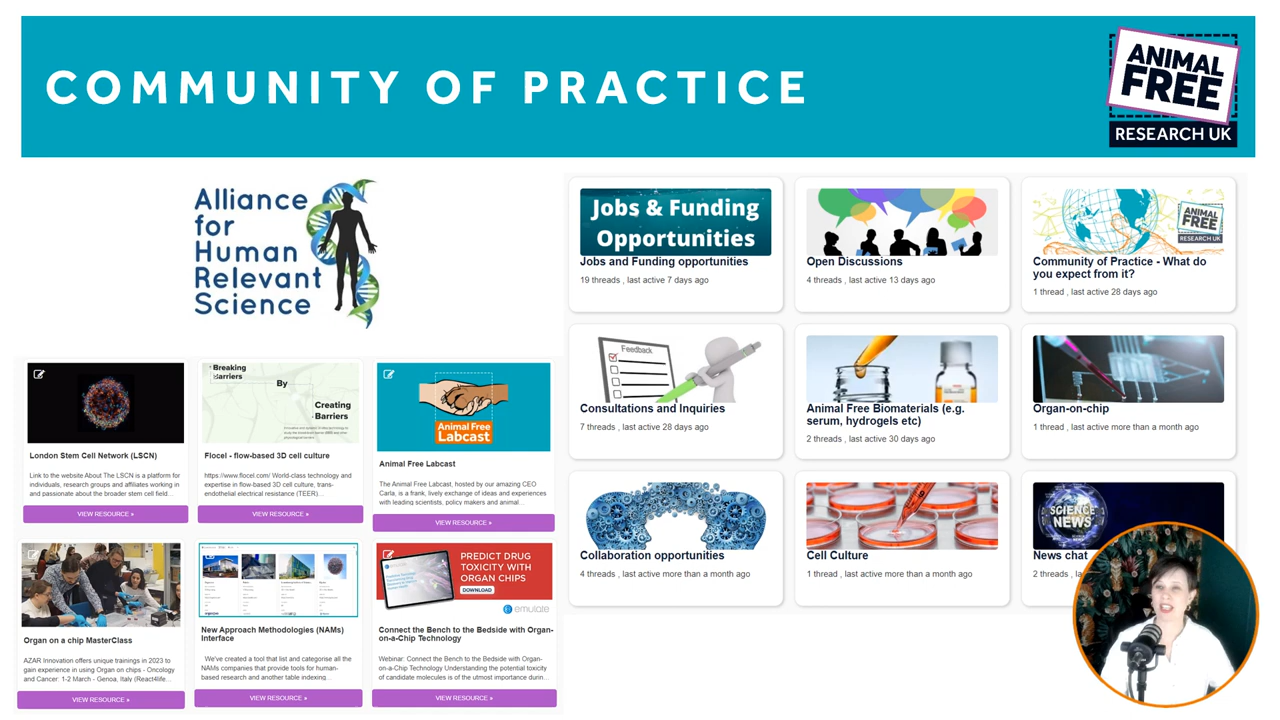 COMMUNITY OF PRACTICE
ANIMAL
FREE
RESEARCH UK
Alliance
for
Human
Relevant
Science
Jobs & Funding
Opportunities
Jobs and Funding opportunities
19 threads , last active 7 days ago
Open Discussions
4 threads , last active 13 days ago
ANIMAL
FREE
RESEARCH UK
Community of Practice - What do
you expect from it?
1 thread , last active 28 days ago
Feedback
Consultations and Inquiries
7 threads , last active 28 days ago
Animal Free Biomaterials (e.g.
serum, hydrogels etc)
2 threads , last active 30 days ago
Organ-on-chip
1 thread , last active more than a month ago
Collaboration opportunities
4 threads , last active more than a month ago
Cell Culture
1 thread , last active more than a month ago
SCIENCE
NEWS
News chat
2 threads
London Stem Cell Network (LSCN)
Link to the website About The LSCN is a platform for
individuals, research groups and affiliates working in
and passionate about the broader stem cell field...
VIEW RESOURCE »
Breaking
Barriers
By
Creating
Barriers
Flocel - flow-based 3D cell culture
https://www.flocel.com/ World-class technology and
expertise in flow-based 3D cell culture, trans-
endothelial electrical resistance (TEER)...
VIEW RESOURCE »
Animal Free
Labcast
Animal Free Labcast
The Animal Free Labcast, hosted by our amazing CEO
Carla, is a frank, lively exchange of ideas and experiences
with leading scientists, policy makers and animal...
VIEW RESOURCE »
Organ on a chip MasterClass
AZAR Innovation offers unique trainings in 2023 to
gain experience in using Organ on chips - Oncology
and Cancer: 1-2 March - Genoa, Italy (React4life...
VIEW RESOURCE »
New Approach Methodologies (NAMs)
Interface
We've created a tool that list and categorise all the
NAMs companies that provide tools for human-
based research and another table indexing...
VIEW RESOURCE »
PREDICT DRUG
TOXICITY WITH
ORGAN CHIPS
DOWNLOAD
emulate
Connect the Bench to the Bedside with Organ-
on-a-Chip Technology
Webinar: Connect the Bench to the Bedside with Organ-
on-a-Chip Technology Understanding the potential toxicity
of candidate molecules is of the utmost importance durin...
VIEW RESOURCE »